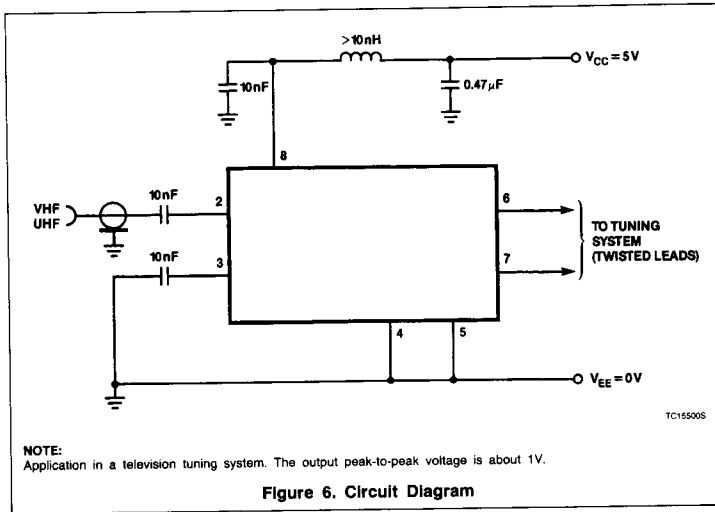 >10nH
VCC = 5V
10nF
0.47µF
8
VHF
UHF
10nF
2
10nF
3
6
7
TO TUNING
SYSTEM
(TWISTED LEADS)
4
5
VEE = 0V
TC15500S
NOTE:
Application in a television tuning system. The output peak-to-peak voltage is about 1V.
Figure 6. Circuit Diagram